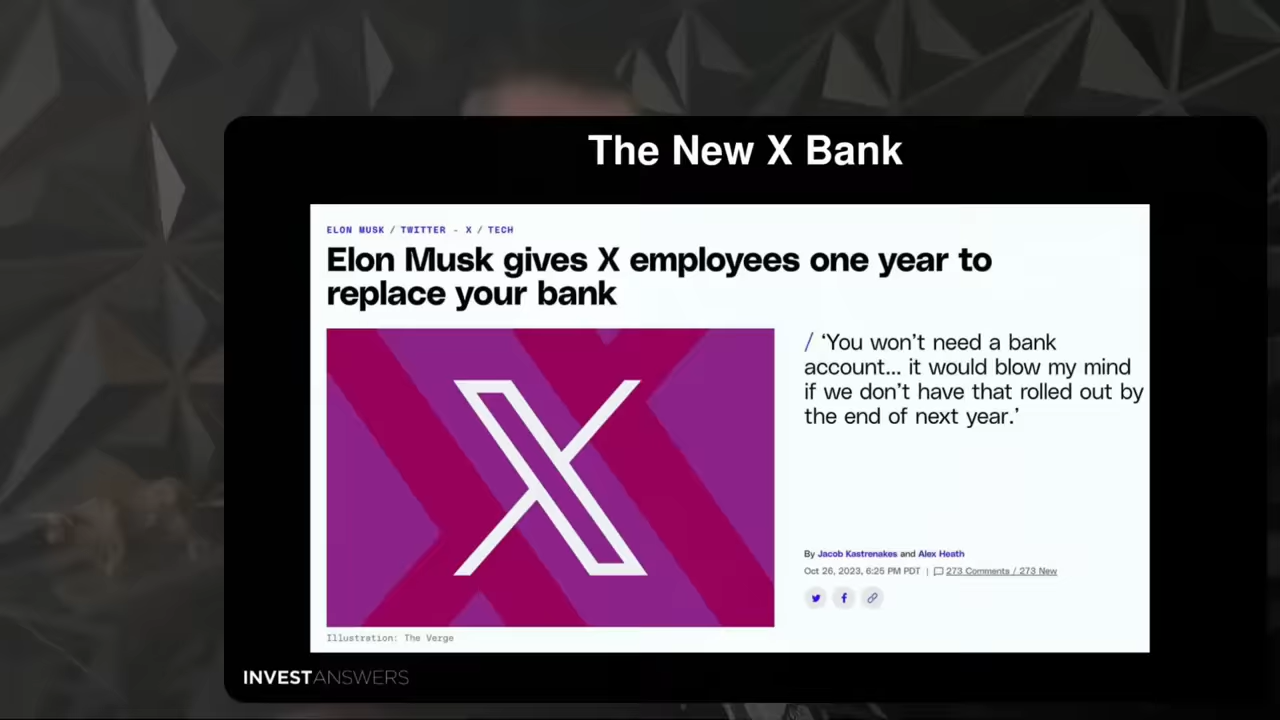 The New X Bank
ELON MUSK / TWITTER - X / TECH
Elon Musk gives X employees one year to
replace your bank
/ ‘You won’t need a bank
account... it would blow my mind
if we don’t have that rolled out by
the end of next year.’
By Jacob Kastrenakes and Alex Heath
Oct 26, 2023, 6:25 PM PDT | 273 Comments / 273 New
Illustration: The Verge
INVESTANSWERS